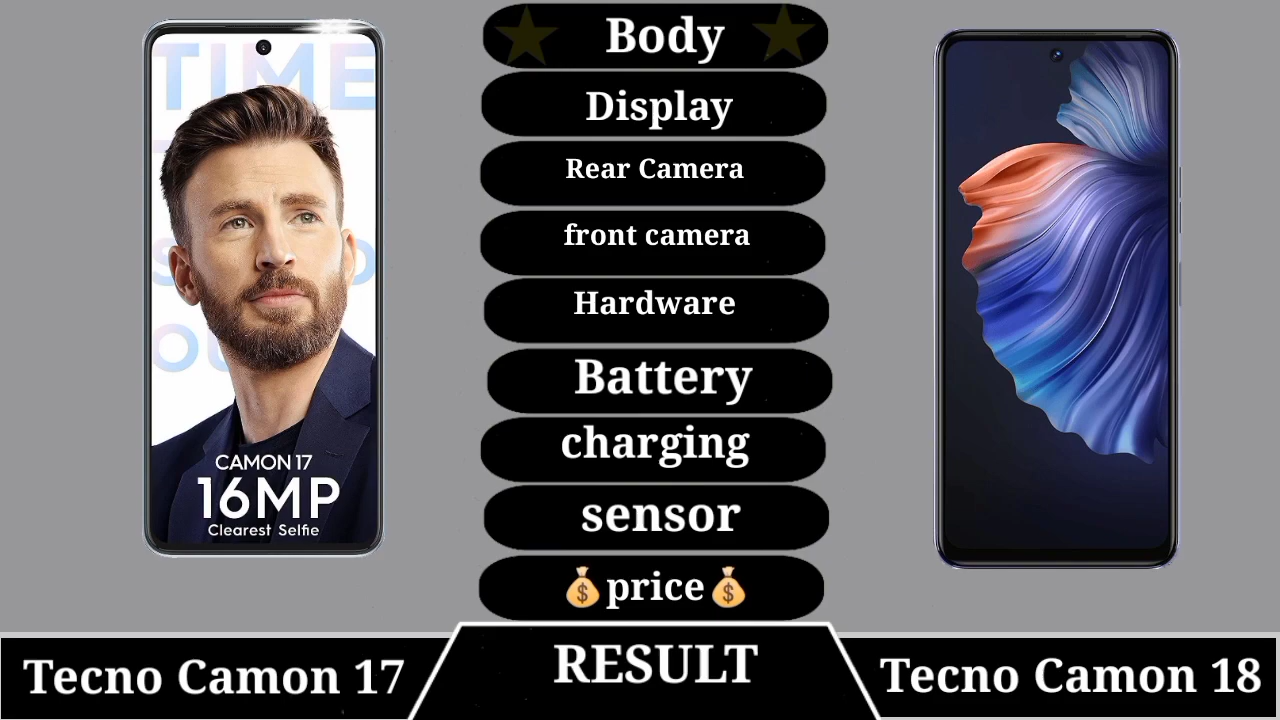 TIME
CAMON 17
16MP
Clearest Selfie
Body
Display
Rear Camera
front camera
Hardware
Battery
charging
sensor
💰price💰
Tecno Camon 17
RESULT
Tecno Camon 18